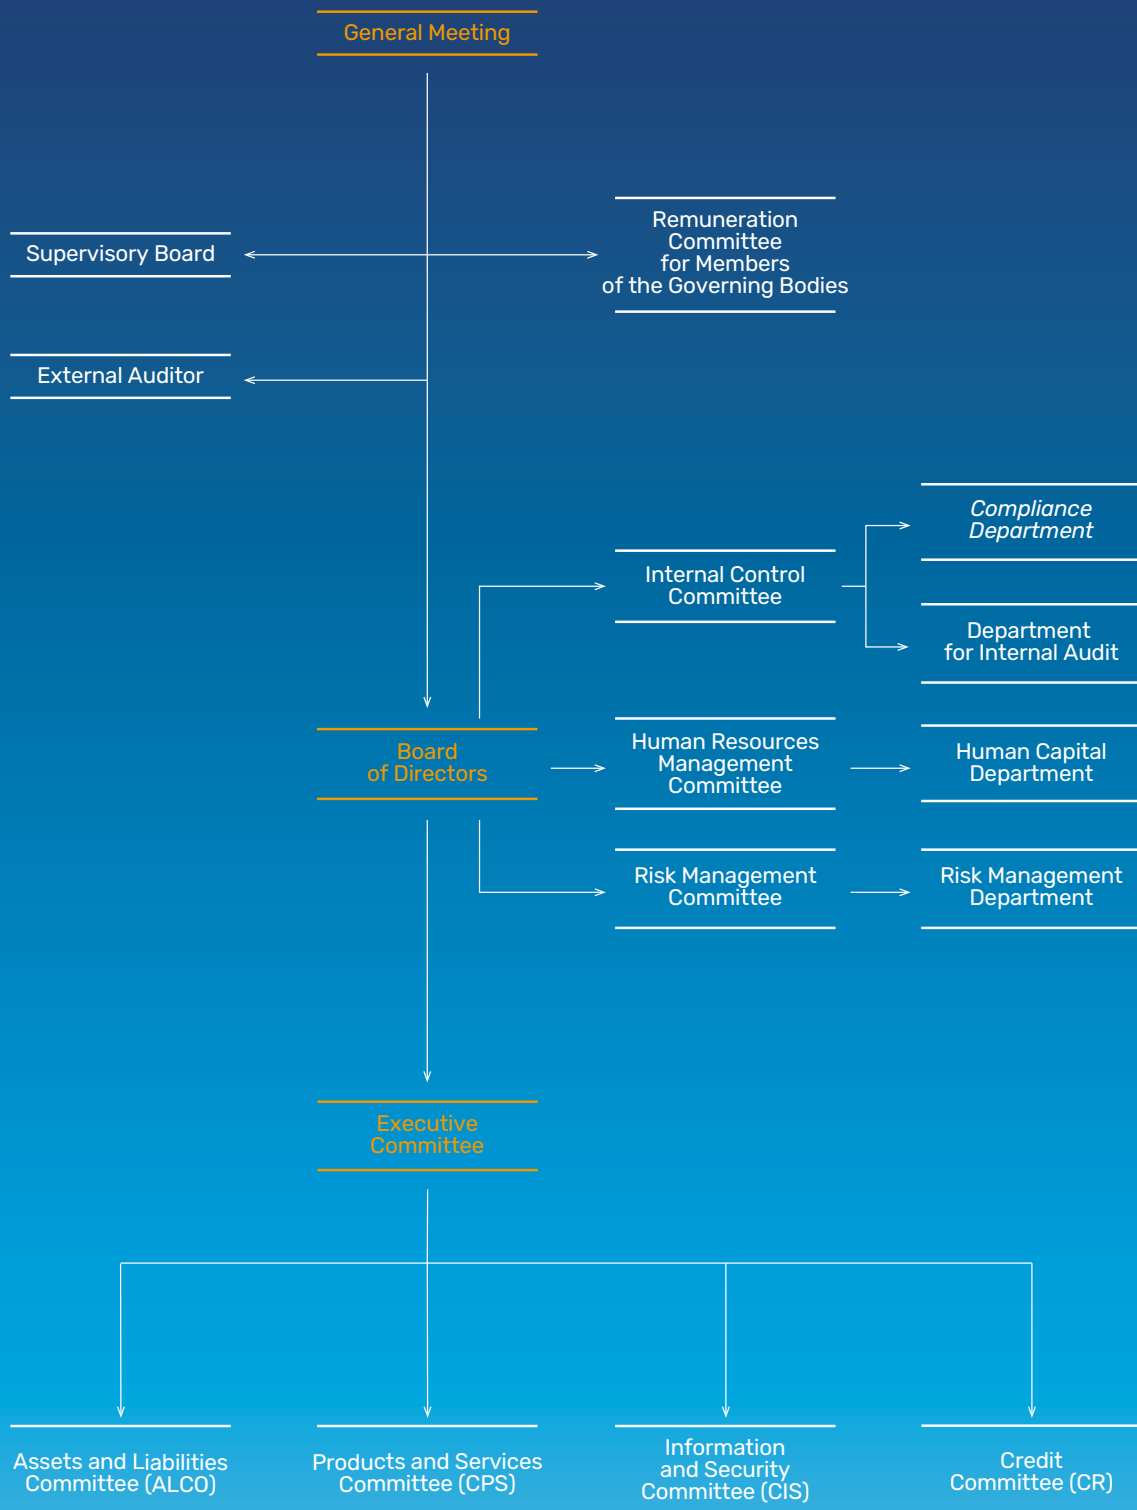 General Meeting
Remuneration
Committee
for Members
of the Governing Bodies
Supervisory Board
External Auditor
Compliance
Department
Internal Control
Committee
Department
for Internal Audit
Board
of Directors
Human Resources
Management
Committee
Human Capital
Department
Risk Management
Committee
Risk Management
Department
Executive
Committee
Assets and Liabilities
Committee (ALCO)
Products and Services
Committee (CPS)
Information
and Security
Committee (CIS)
Credit
Committee (CR)